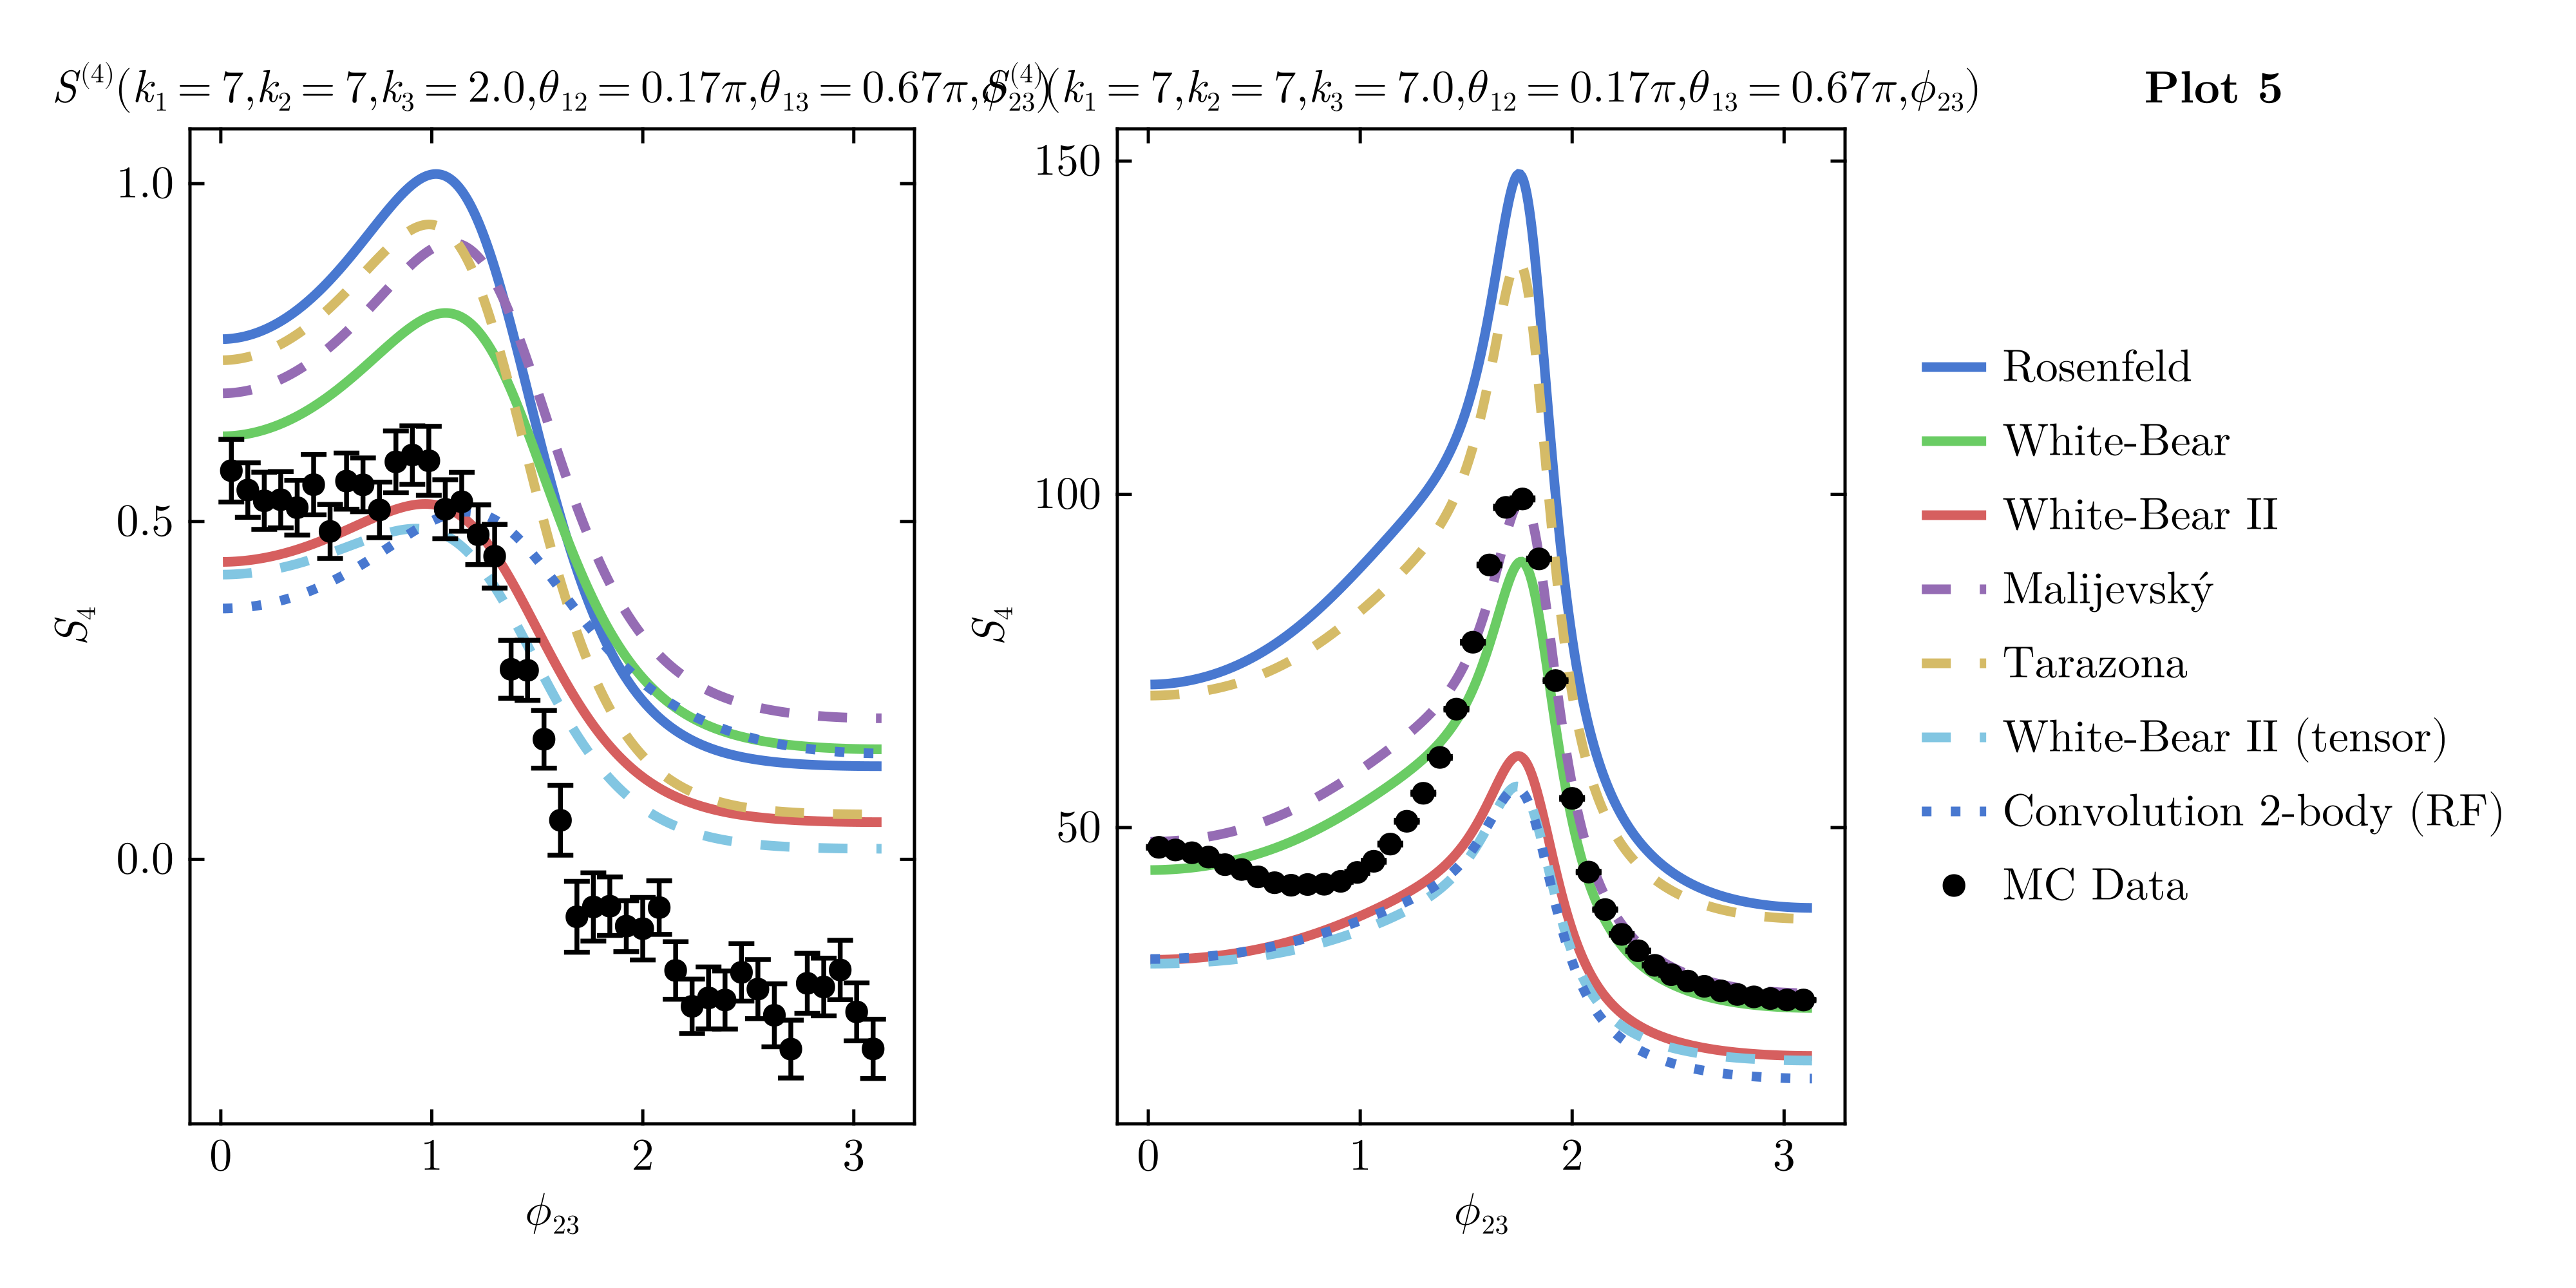 S^{(4)}(k_1 = 7, k_2 = 7, k_3 = 2.0, θ_{12} = 0.17π, θ_{13} = 0.67π, ϕ_{23})
S^{(4)}(k_1 = 7, k_2 = 7, k_3 = 7.0, θ_{12} = 0.17π, θ_{13} = 0.67π, ϕ_{23})
Plot 5
1.0
0.5
0.0
S_4
0 1 2 3
ϕ_{23}
150
100
50
S_4
0 1 2 3
ϕ_{23}
Rosenfeld
White-Bear
White-Bear II
Malijevský
Tarazona
White-Bear II (tensor)
Convolution 2-body (RF)
MC Data